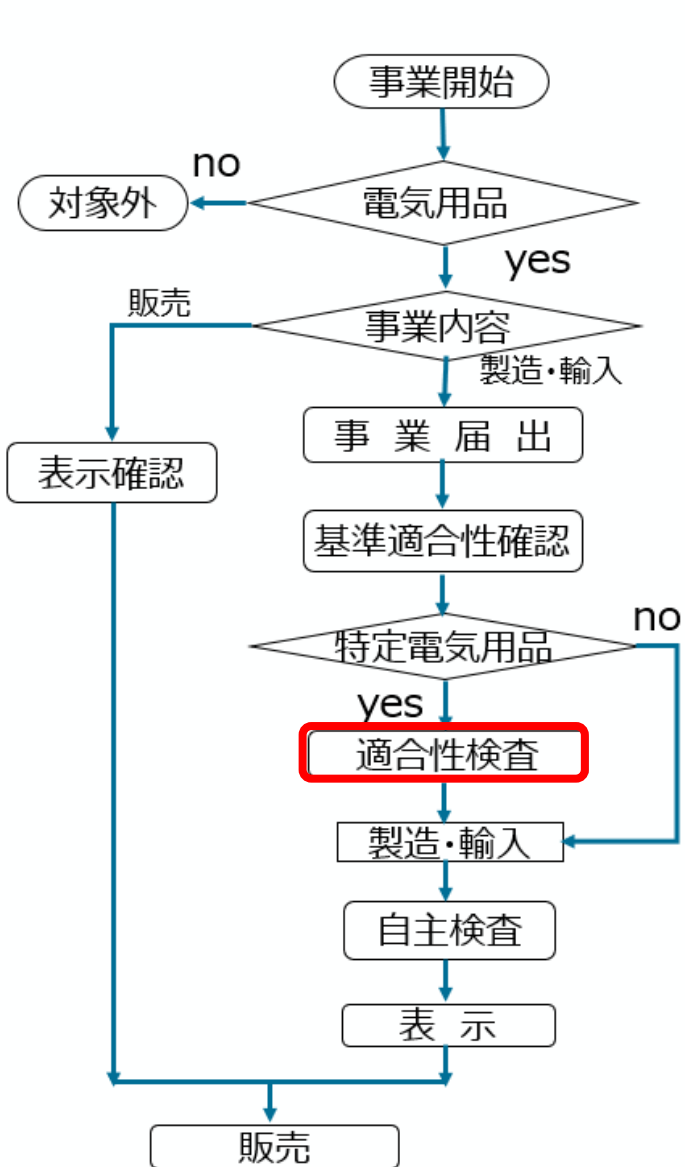 事業開始
no
対象外
電気用品
yes
販売
事業内容
製造・輸入
事 業 届 出
表示確認
基準適合性確認
no
特定電気用品
yes
適合性検査
製造・輸入
自主検査
表 示
販売